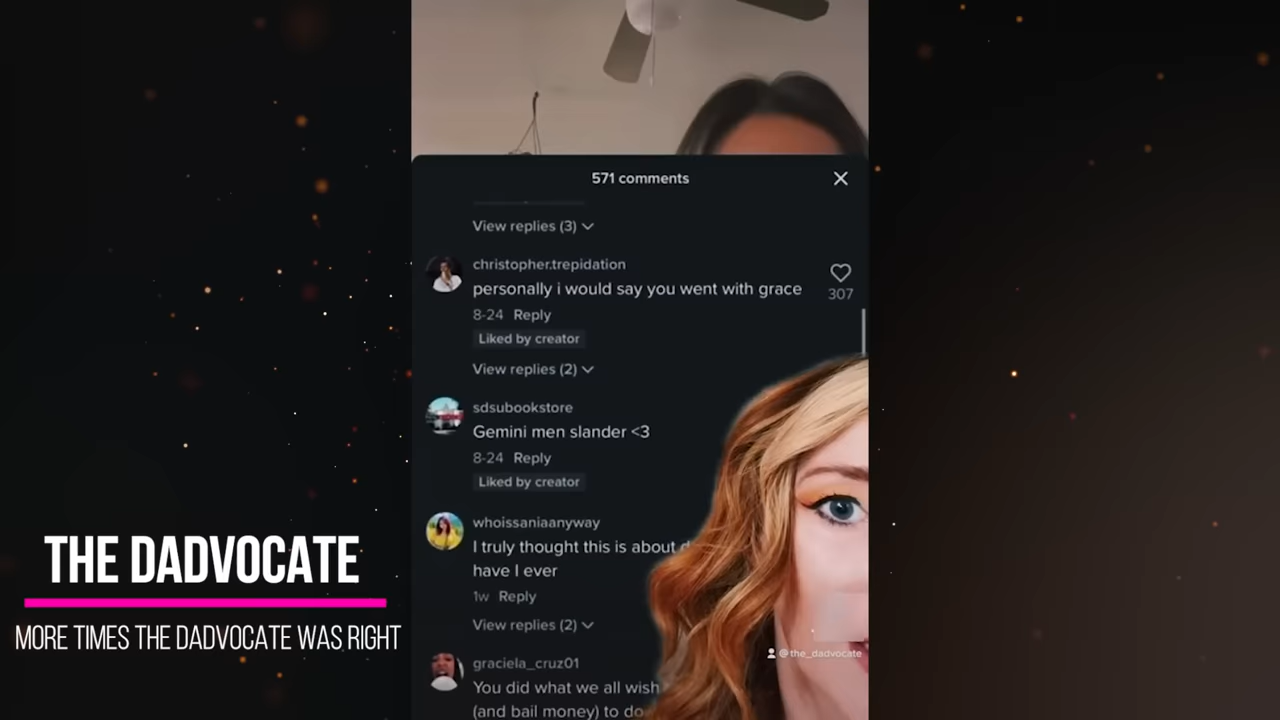 571 comments
View replies (3)
christopher.trepidation
personally i would say you went with grace
307
8-24 Reply
Liked by creator
View replies (2)
sdsubookstore
Gemini men slander <3
8-24 Reply
Liked by creator
whoissaniaanyway
I truly thought this is about
have I ever
1w Reply
View replies (2)
graciela_cruz01
You did what we all wish
(and bail money) to do
@the_dadvocate
THE DADVOCATE
MORE TIMES THE DADVOCATE WAS RIGHT